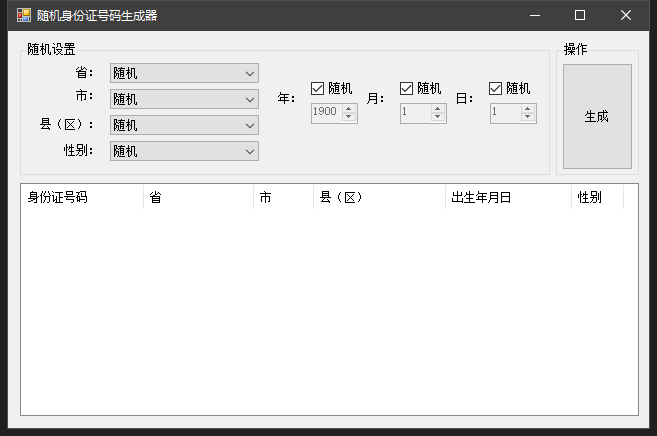 随机身份证号码生成器
随机设置
省： 随机
市： 随机
县（区）： 随机
性别： 随机
年： 随机 1900
月： 随机 1
日： 随机 1
操作
生成
身份证号码 省 市 县（区） 出生年月日 性别